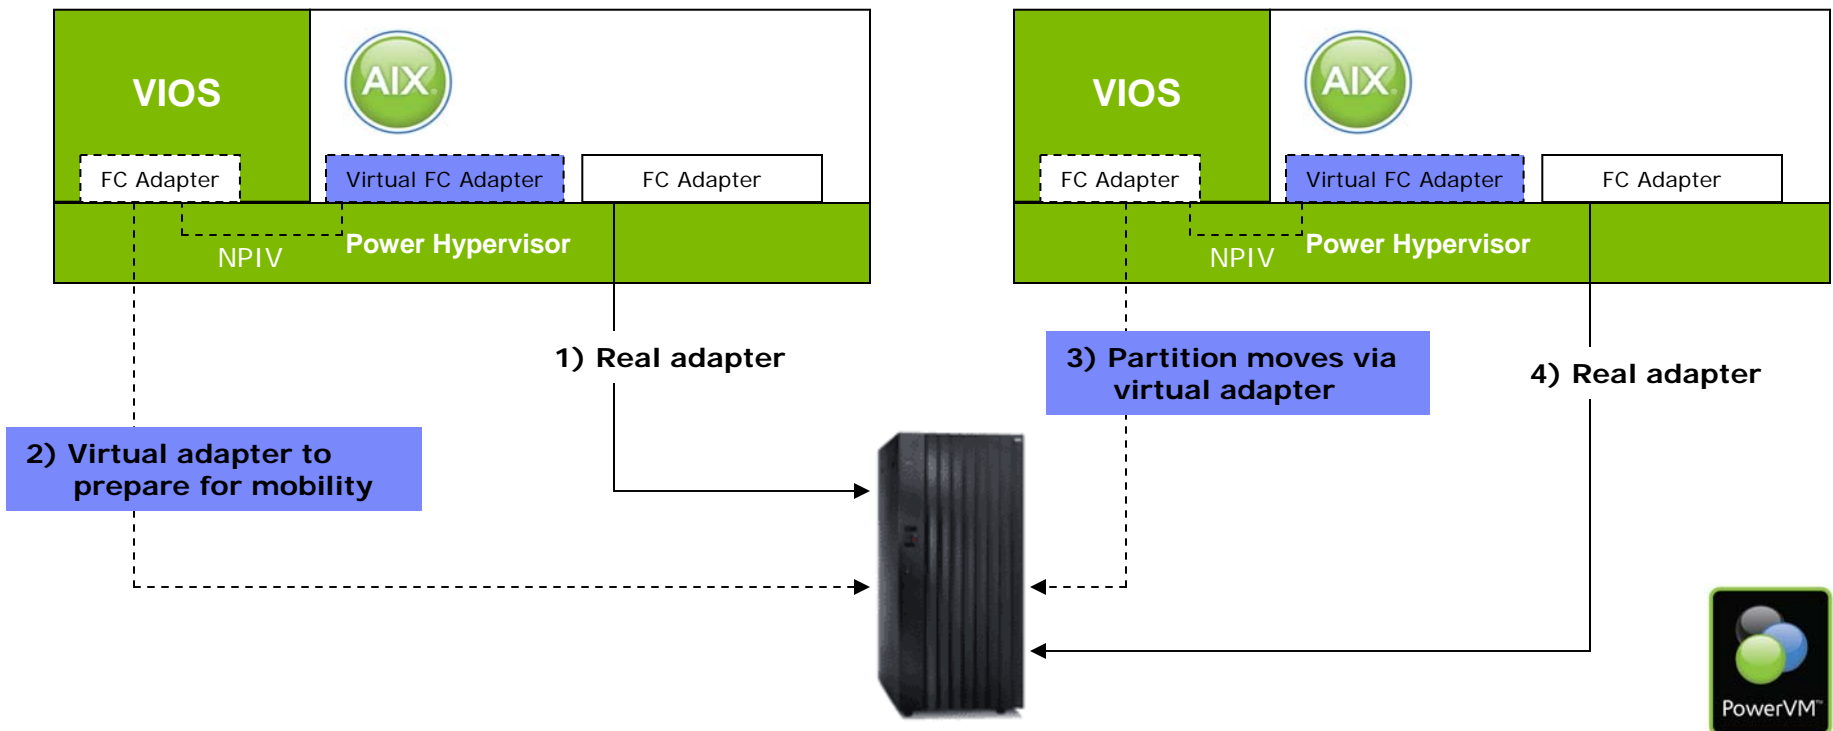 VIOS
AIX
FC Adapter
Virtual FC Adapter
FC Adapter
NPIV
Power Hypervisor
VIOS
AIX
FC Adapter
Virtual FC Adapter
FC Adapter
NPIV
Power Hypervisor
1) Real adapter
2) Virtual adapter to
prepare for mobility
3) Partition moves via
virtual adapter
4) Real adapter
PowerVM™